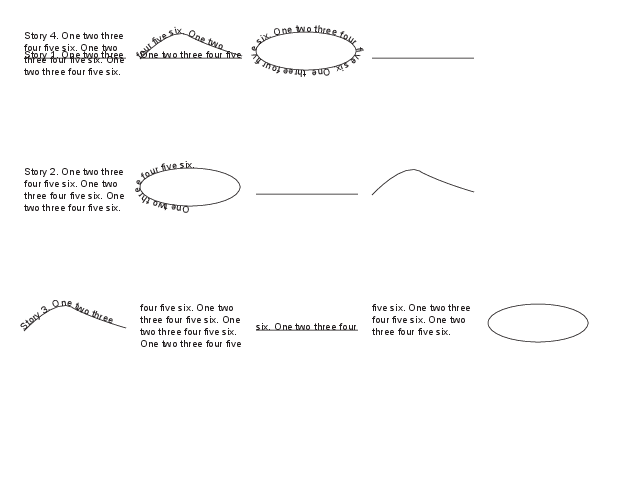 Story 4. One two three
four five six. One two
three four five six. One
two three four five six.
Story 1. One two three
four five six. One two
One two three four five
six. One two three four five six. One two three four five six.
Story 2. One two three
four five six. One two
three four five six. One
two three four five six.
One two three four five six.
Story 3. One two three
four five six. One two
three four five six. One
two three four five six.
One two three four five
six. One two three four
five six. One two three
four five six. One two
three four five six.